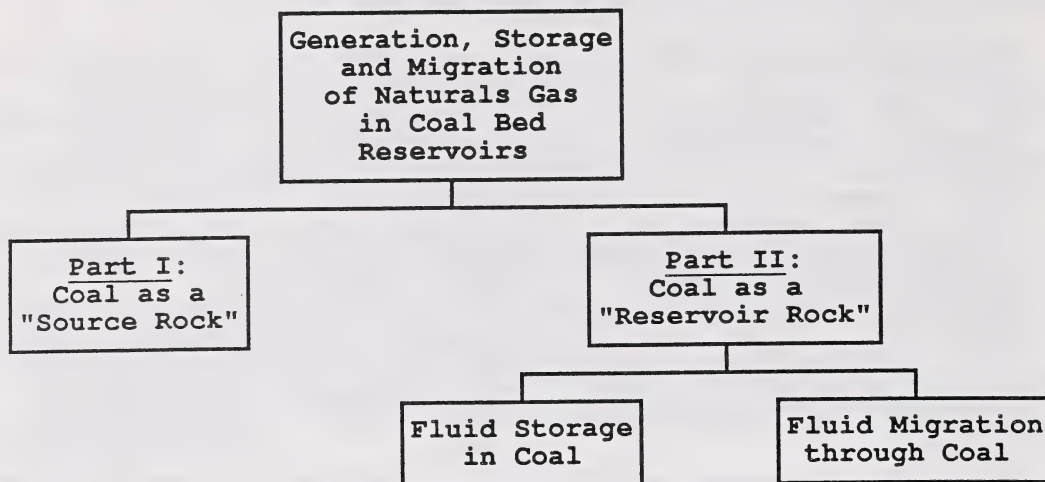 Generation, Storage
and Migration
of Naturals Gas
in Coal Bed
Reservoirs
Part I:
Coal as a
"Source Rock"
Part II:
Coal as a
"Reservoir Rock"
Fluid Storage
in Coal
Fluid Migration
through Coal